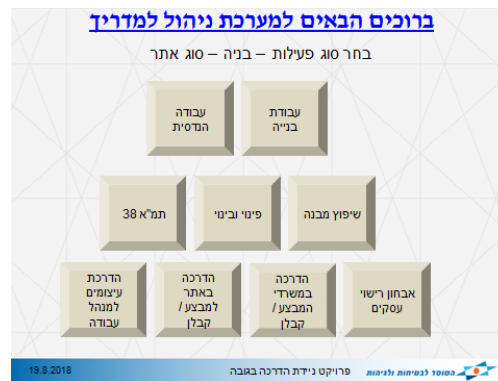 ברוכים הבאים למערכת ניהול למדריך
בחר סוג פעילות – בניה – סוג אתר
עבודת
בנייה
עבודה
הנדסית
שיפוץ מבנה
פינוי ובינוי
תמ"א 38
אבחון רישוי
עסקים
הדרכה
במשרדי
המבצע /
קבלן
הדרכה
באתר
למבצע /
קבלן
הדרכת
עיצומים
למנהל
עבודה
המוסד לבטיחות ולגיהות
פרויקט ניידת הדרכה בגובה
19.8.2018